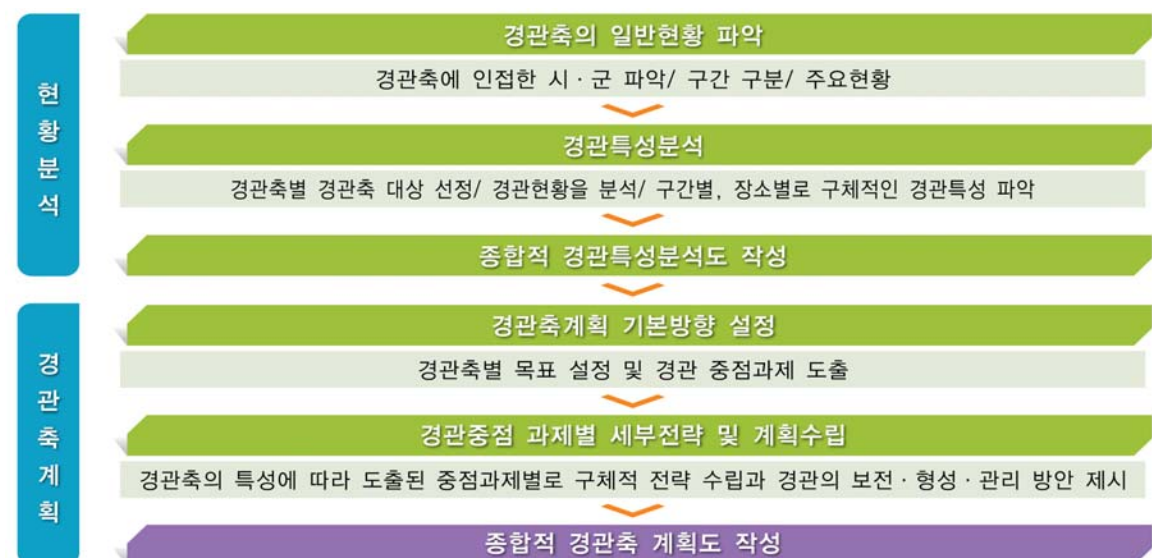 현황분석
경관축의 일반현황 파악
경관축에 인접한 시 · 군 파악/ 구간 구분/ 주요현황
경관특성분석
경관축별 경관축 대상 선정/ 경관현황을 분석/ 구간별, 장소별로 구체적인 경관특성 파악
종합적 경관특성분석도 작성
경관축계획
경관축계획 기본방향 설정
경관축별 목표 설정 및 경관 중점과제 도출
경관중점 과제별 세부전략 및 계획수립
경관축의 특성에 따라 도출된 중점과제별로 구체적 전략 수립과 경관의 보전 · 형성 · 관리 방안 제시
종합적 경관축 계획도 작성